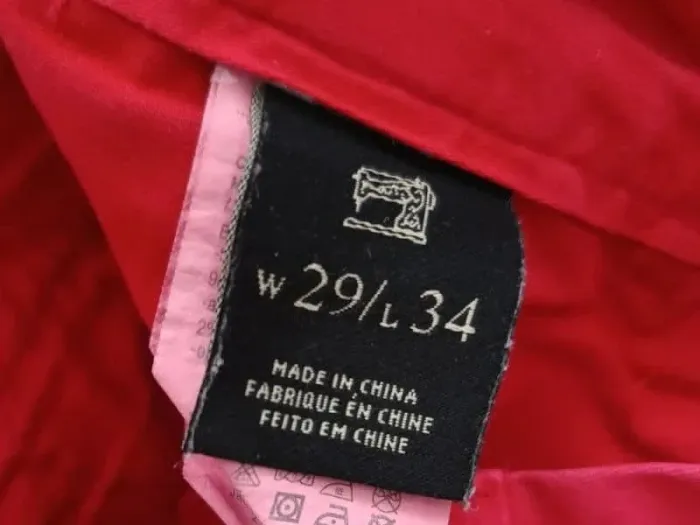 W 29/L 34
MADE IN CHINA
FABRIQUE EN CHINE
FEITO EM CHINE